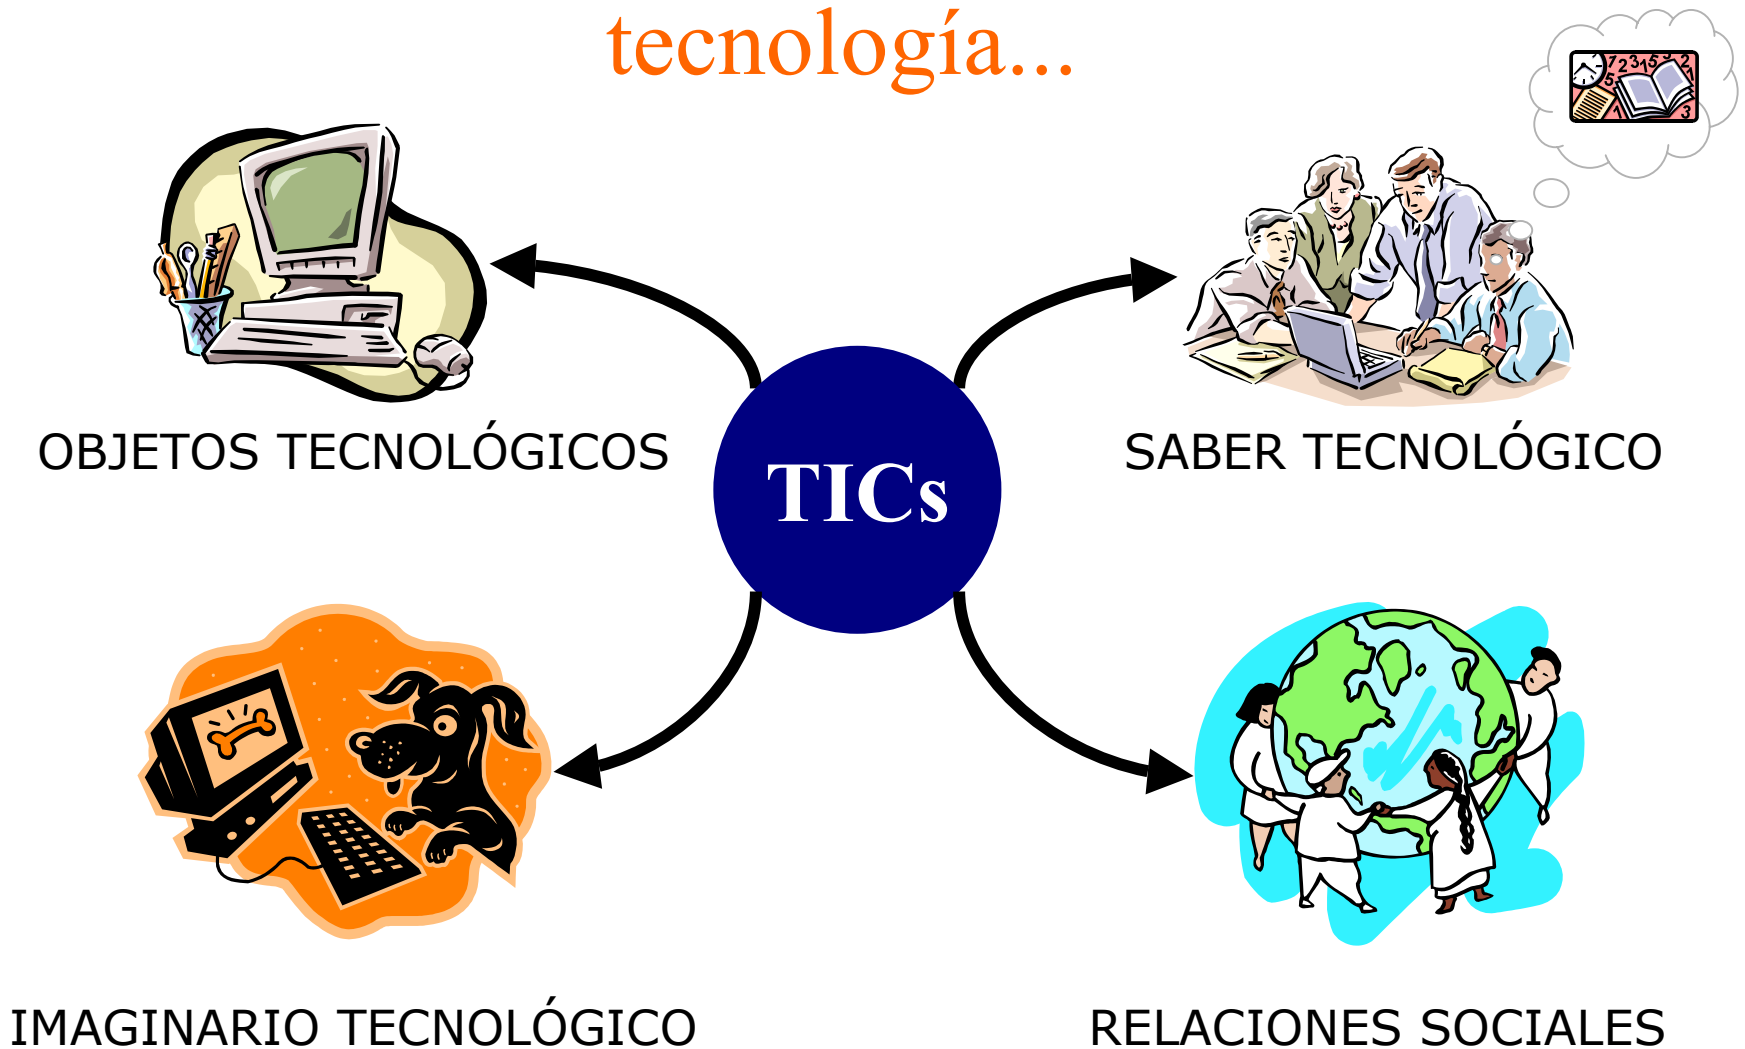 tecnología...
OBJETOS TECNOLÓGICOS
SABER TECNOLÓGICO
TICs
IMAGINARIO TECNOLÓGICO
RELACIONES SOCIALES